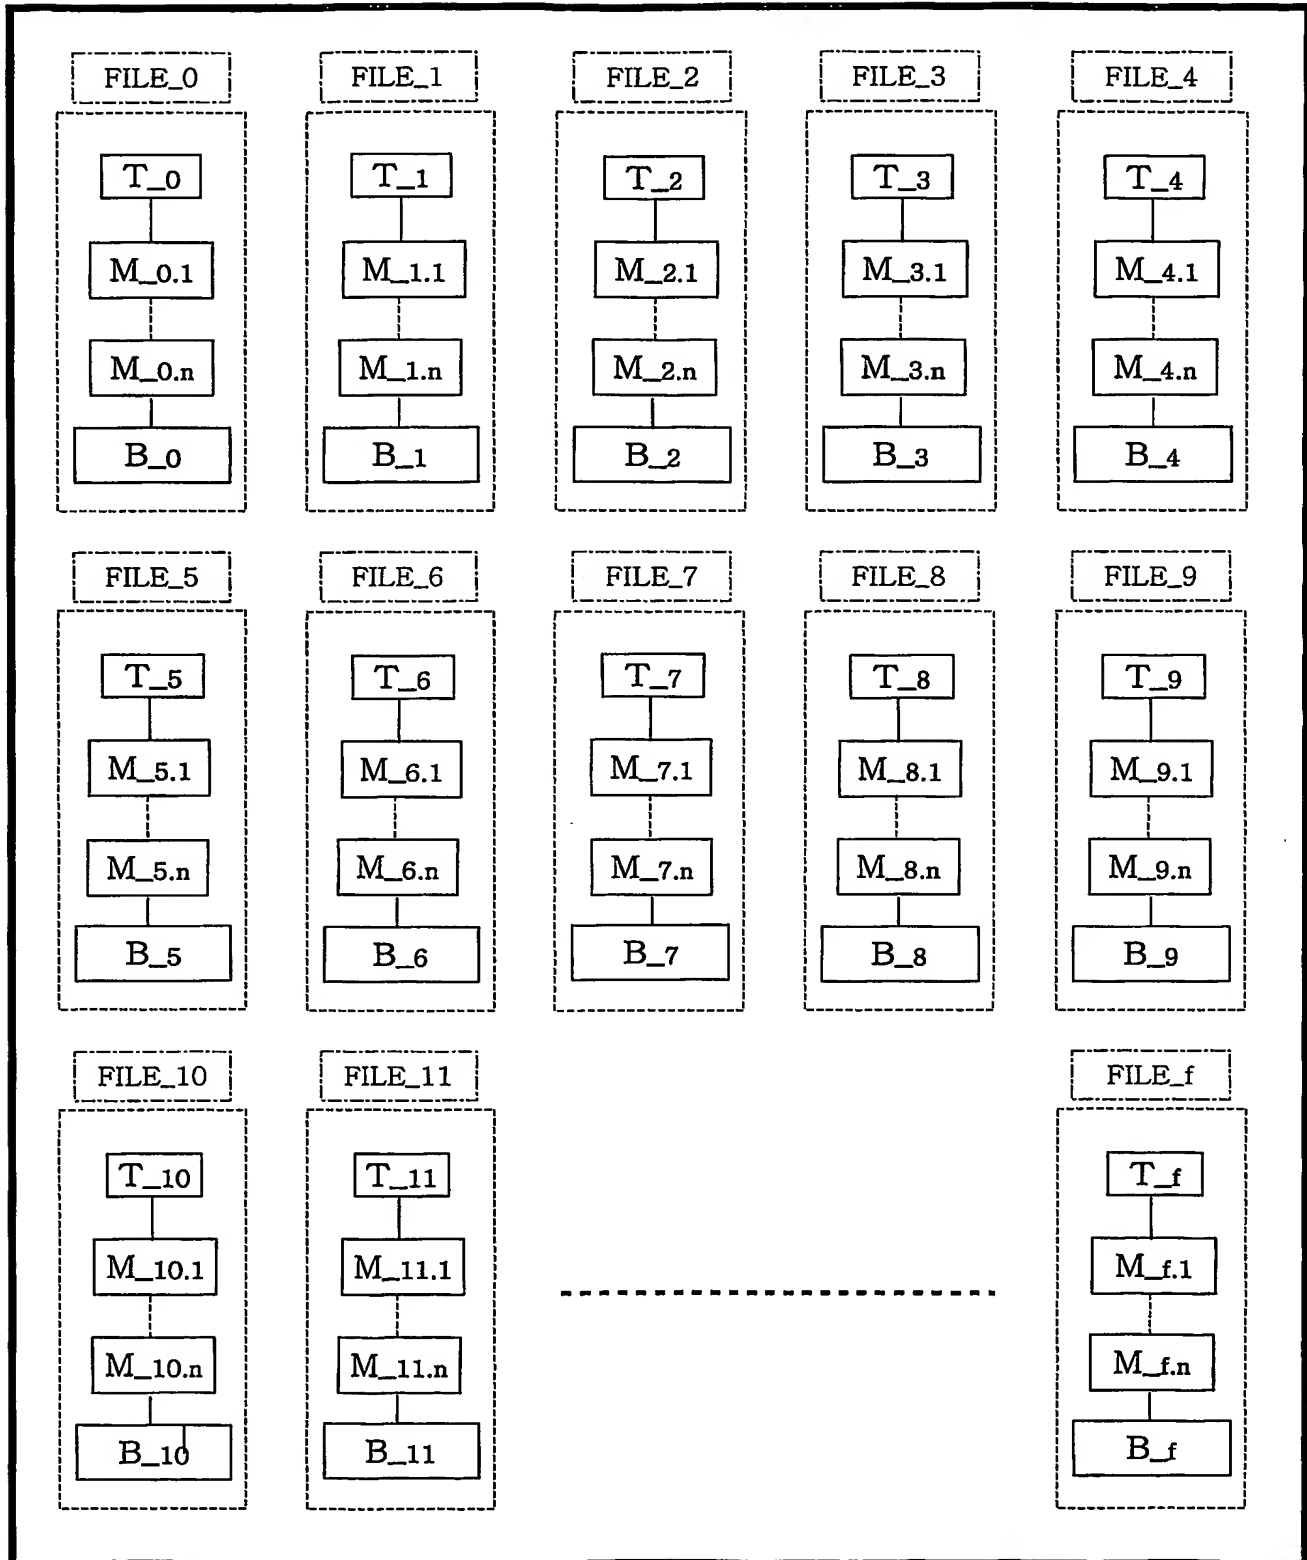 FILE_0 FILE_1 FILE_2 FILE_3 FILE_4
T_0 T_1 T_2 T_3 T_4
M_0.1 M_1.1 M_2.1 M_3.1 M_4.1
M_0.n M_1.n M_2.n M_3.n M_4.n
B_0 B_1 B_2 B_3 B_4
FILE_5 FILE_6 FILE_7 FILE_8 FILE_9
T_5 T_6 T_7 T_8 T_9
M_5.1 M_6.1 M_7.1 M_8.1 M_9.1
M_5.n M_6.n M_7.n M_8.n M_9.n
B_5 B_6 B_7 B_8 B_9
FILE_10 FILE_11 FILE_f
T_10 T_11 T_f
M_10.1 M_11.1 M_f.1
M_10.n M_11.n M_f.n
B_10 B_11 B_f